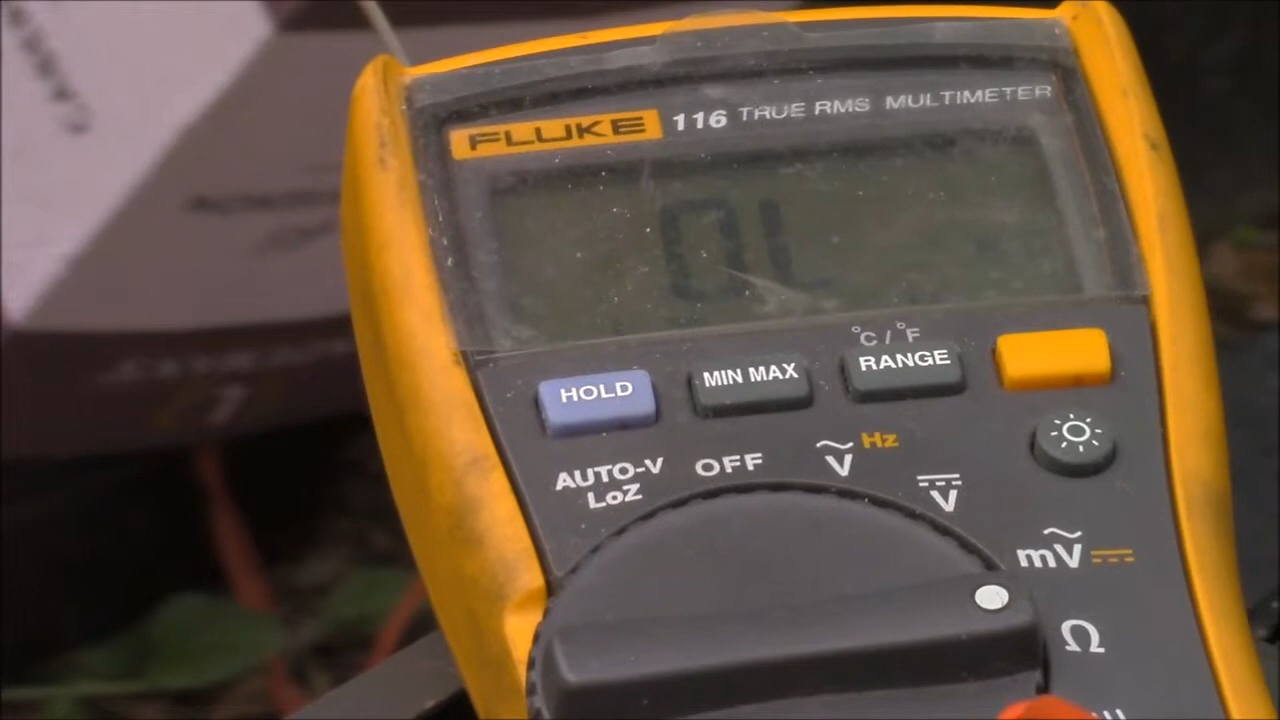 FLUKE 116 TRUE RMS MULTIMETER
OL
°C / °F
HOLD MIN MAX RANGE
AUTO-V LoZ
OFF
V Hz
V
mV
Ω